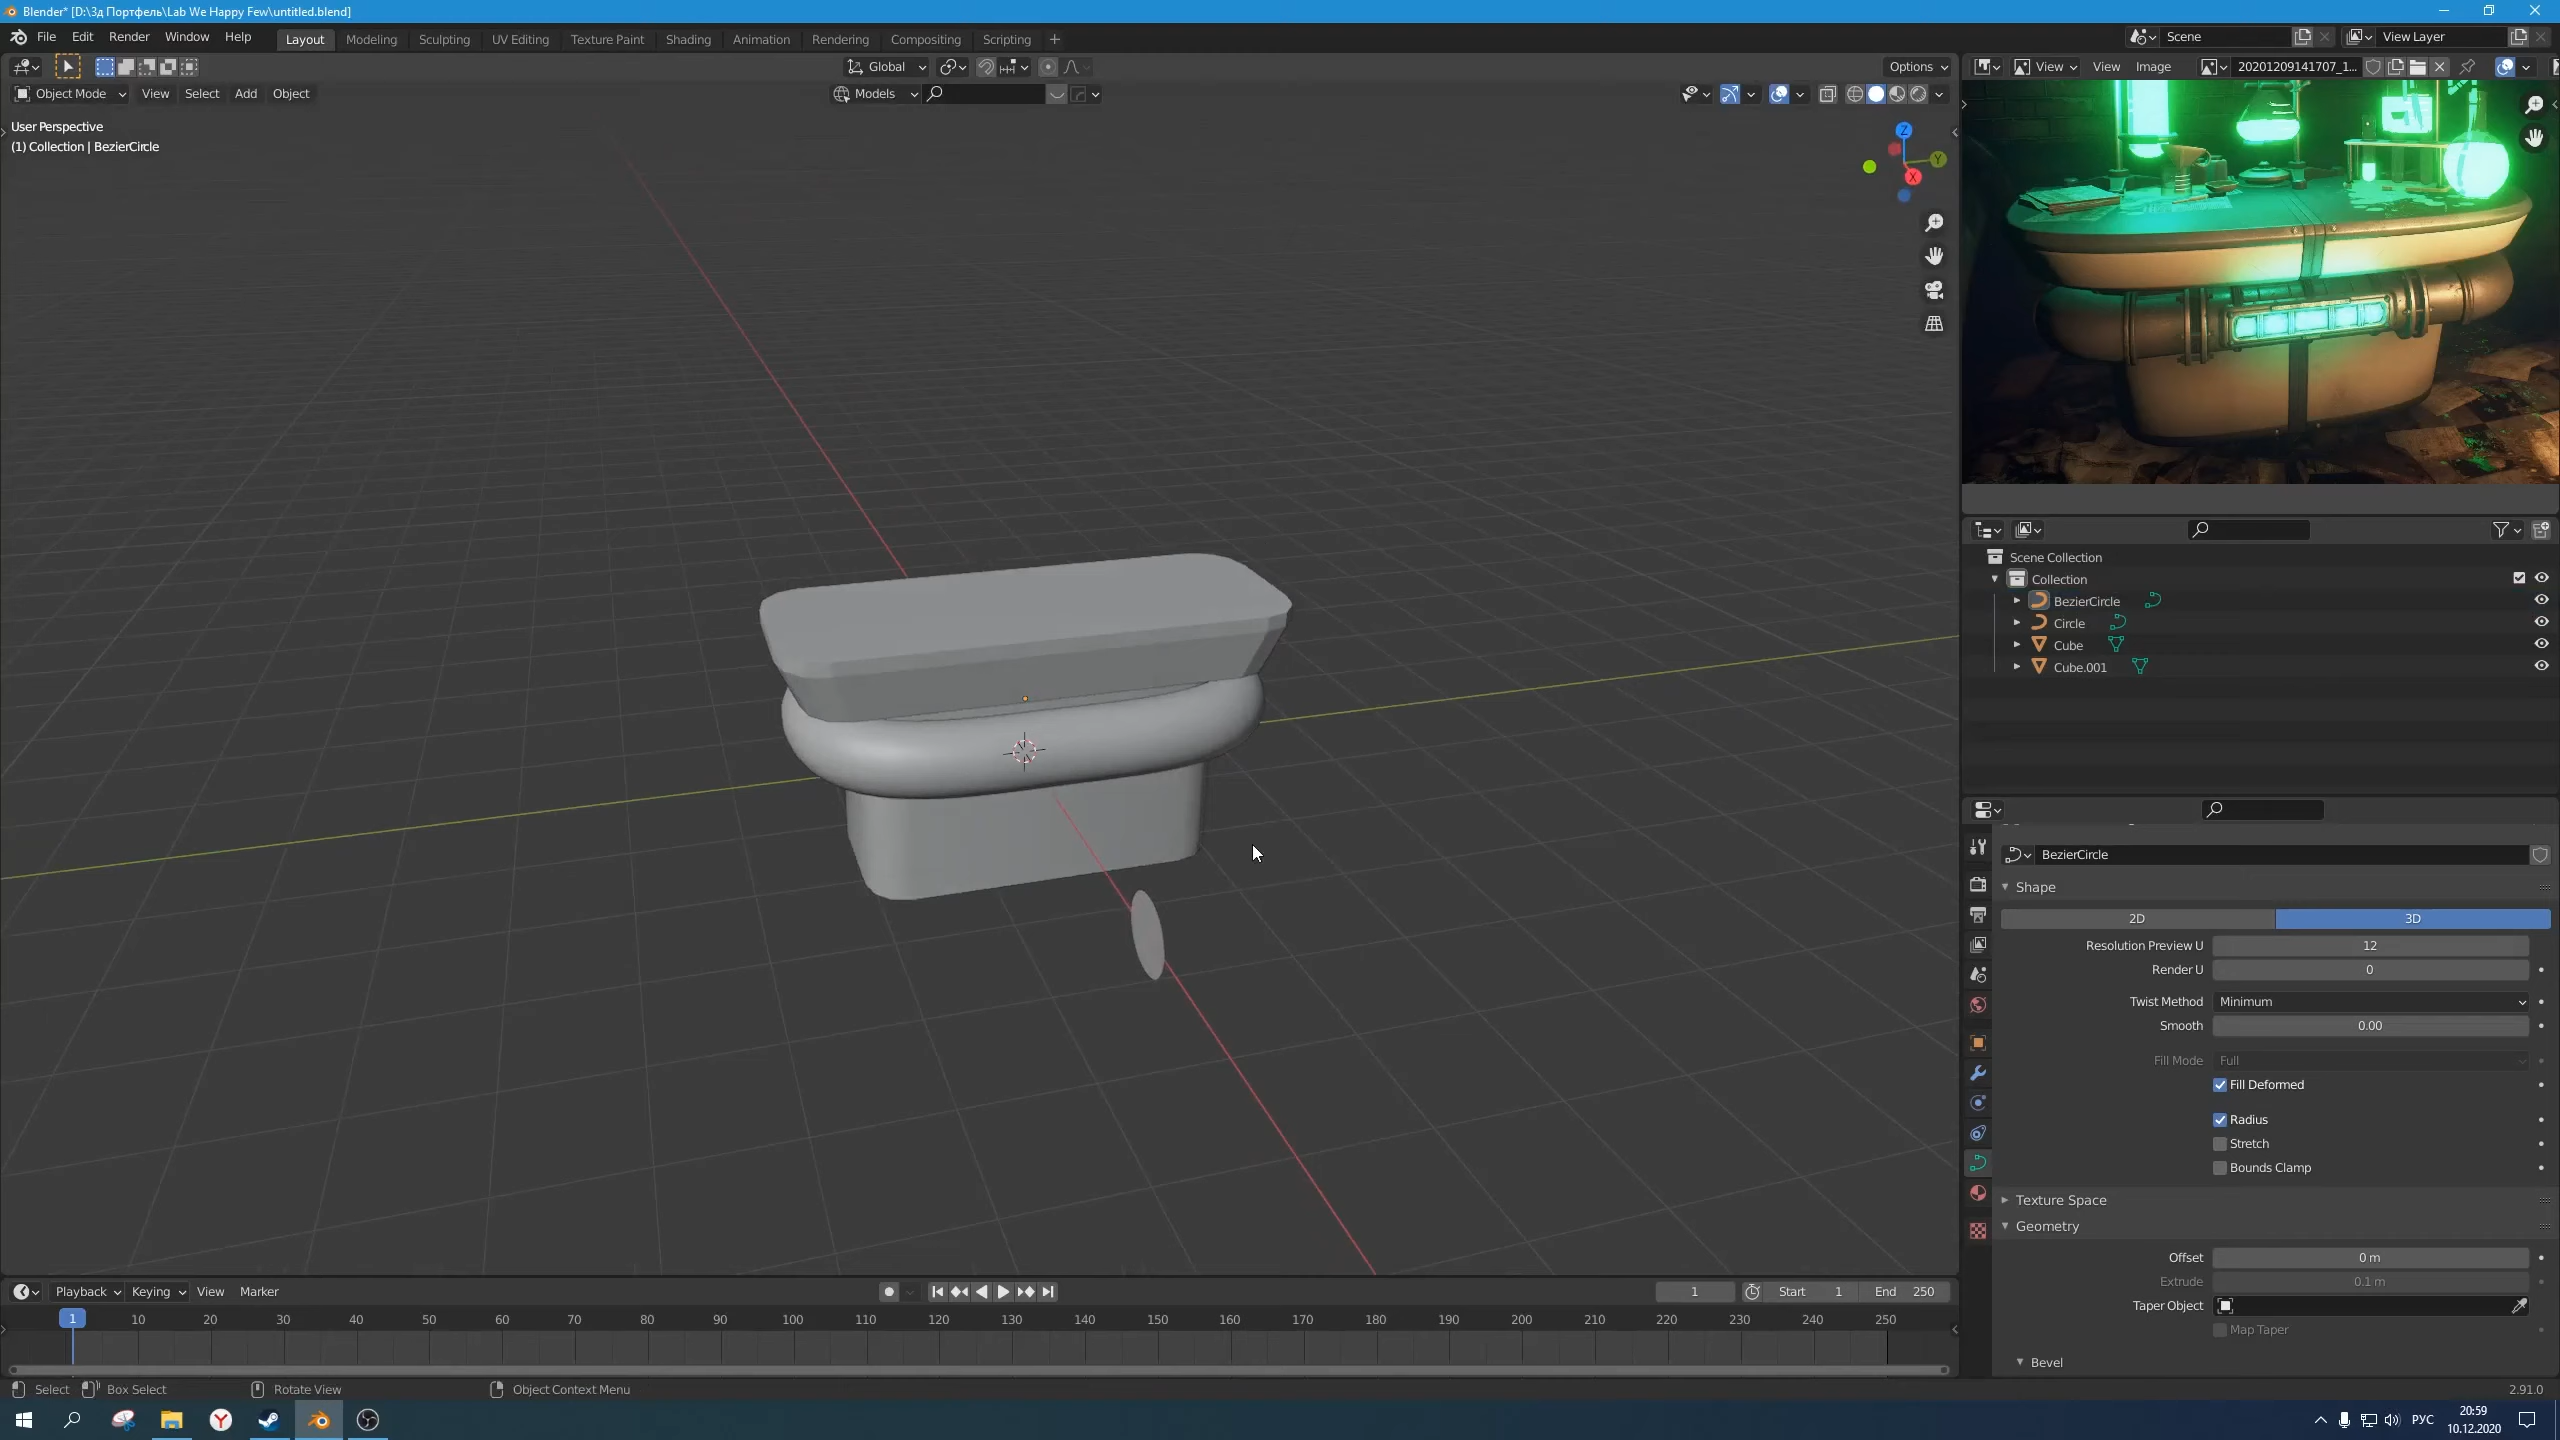 Blender* [D:\3д Портфель\Lab We Happy Few\untitled.blend]
File Edit Render Window Help
Layout Modeling Sculpting UV Editing Texture Paint Shading Animation Rendering Compositing Scripting
Scene
View Layer
Global
Options
View View Image 20201209141707_1...
Object Mode View Select Add Object
Models
User Perspective
(1) Collection | BezierCircle
Z
Y
X
Scene Collection
Collection
BezierCircle
Circle
Cube
Cube.001
BezierCircle
Shape
2D 3D
Resolution Preview U 12
Render U 0
Twist Method Minimum
Smooth 0.00
Fill Mode Full
Fill Deformed
Radius
Stretch
Bounds Clamp
Texture Space
Geometry
Offset 0 m
Extrude 0.1 m
Taper Object
Map Taper
Bevel
Playback Keying View Marker
1 Start 1 End 250
1 10 20 30 40 50 60 70 80 90 100 110 120 130 140 150 160 170 180 190 200 210 220 230 240 250
Select Box Select Rotate View Object Context Menu
2.91.0
РУС
20:59
10.12.2020